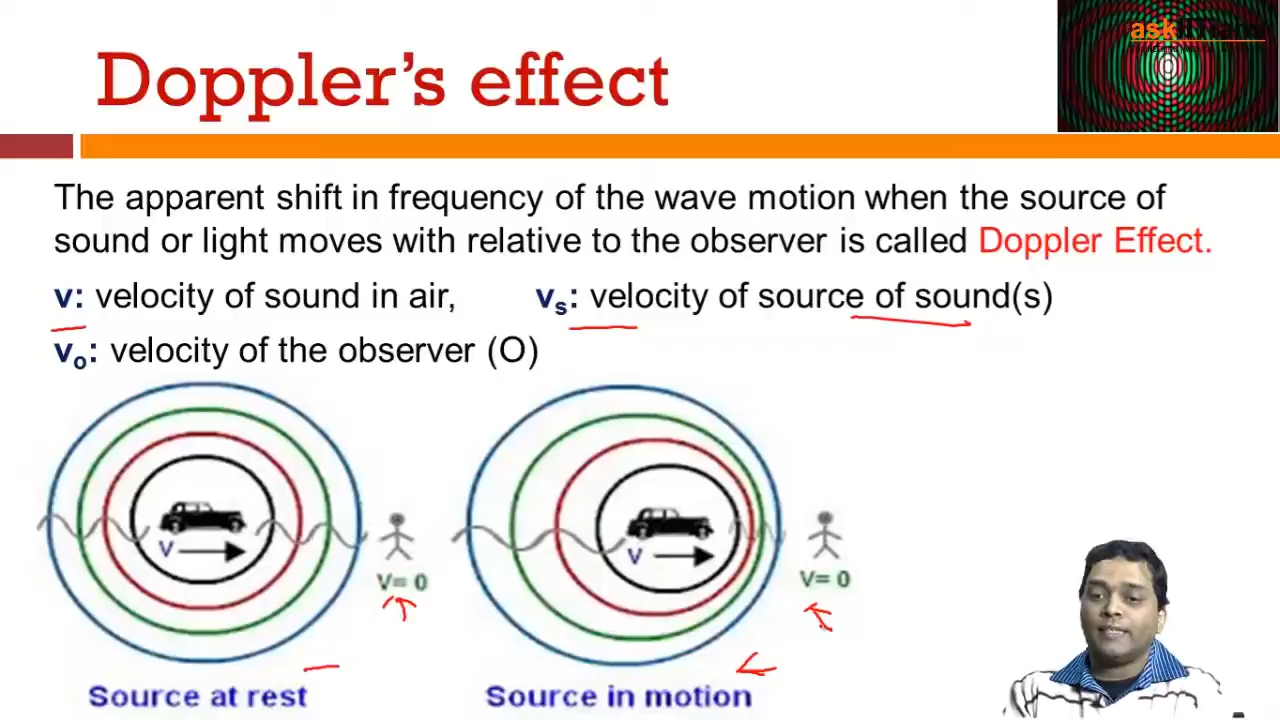 ask
Doppler's effect
The apparent shift in frequency of the wave motion when the source of
sound or light moves with relative to the observer is called Doppler Effect.
v: velocity of sound in air, vs: velocity of source of sound(s)
vo: velocity of the observer (O)
V
V= 0
V
V= 0
Source at rest
Source in motion